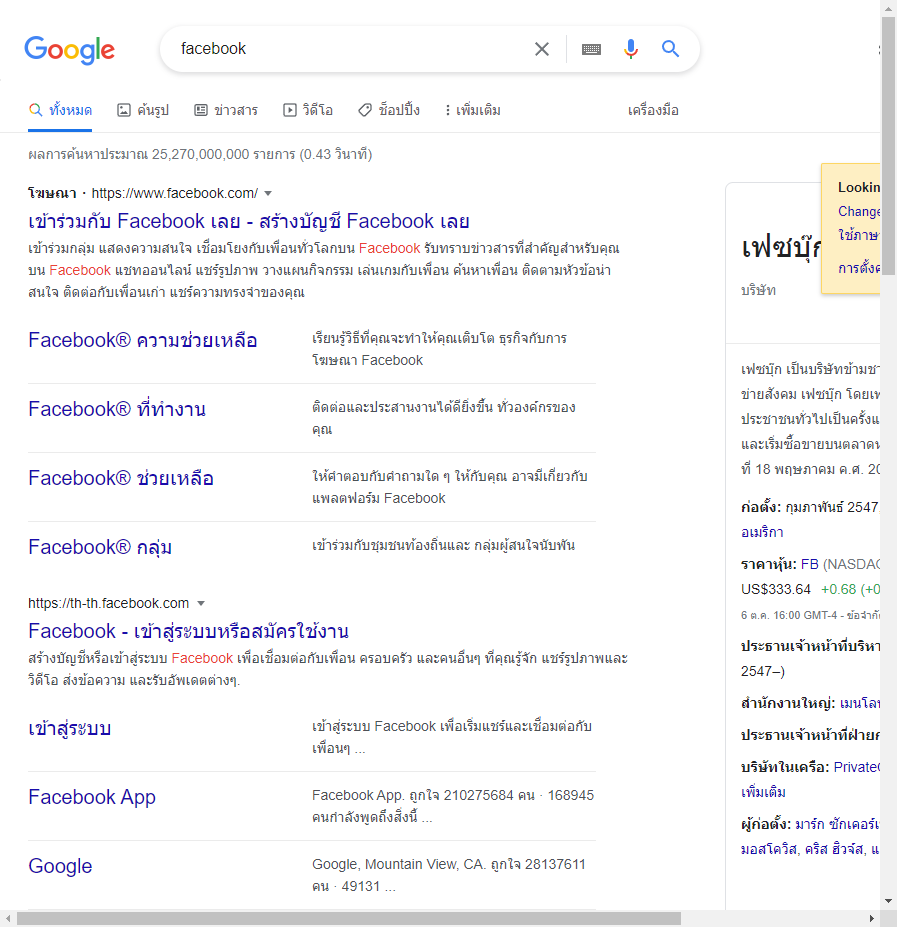 Google
facebook
ทั้งหมด
ค้นรูป
ข่าวสาร
วิดีโอ
ช็อปปิ้ง
เพิ่มเติม
เครื่องมือ
ผลการค้นหาประมาณ 25,270,000,000 รายการ (0.43 วินาที)
โฆษณา · https://www.facebook.com/
เข้าร่วมกับ Facebook เลย - สร้างบัญชี Facebook เลย
เข้าร่วมกลุ่ม แสดงความสนใจ เชื่อมโยงกับเพื่อนทั่วโลกบน Facebook รับทราบข่าวสารที่สำคัญสำหรับคุณ
บน Facebook แชทออนไลน์ แชร์รูปภาพ วางแผนกิจกรรม เล่นเกมกับเพื่อน ค้นหาเพื่อน ติดตามหัวข้อน่า
สนใจ ติดต่อกับเพื่อนเก่า แชร์ความทรงจำของคุณ
Facebook® ความช่วยเหลือ
เรียนรู้วิธีที่คุณจะทำให้คุณเติบโต ธุรกิจกับการ
โฆษณา Facebook
Facebook® ที่ทำงาน
ติดต่อและประสานงานได้ดียิ่งขึ้น ทั่วองค์กรของ
คุณ
Facebook® ช่วยเหลือ
ให้คำตอบกับคำถามใด ๆ ให้กับคุณ อาจมีเกี่ยวกับ
แพลตฟอร์ม Facebook
Facebook® กลุ่ม
เข้าร่วมกับชุมชนท้องถิ่นและ กลุ่มผู้สนใจนับพัน
https://th-th.facebook.com
Facebook - เข้าสู่ระบบหรือสมัครใช้งาน
สร้างบัญชีหรือเข้าสู่ระบบ Facebook เพื่อเชื่อมต่อกับเพื่อน ครอบครัว และคนอื่นๆ ที่คุณรู้จัก แชร์รูปภาพและ
วิดีโอ ส่งข้อความ และรับอัพเดตต่างๆ.
เข้าสู่ระบบ
เข้าสู่ระบบ Facebook เพื่อเริ่มแชร์และเชื่อมต่อกับ
เพื่อนๆ ...
Facebook App
Facebook App. ถูกใจ 210275684 คน · 168945
คนกำลังพูดถึงสิ่งนี้ ...
Google
Google, Mountain View, CA. ถูกใจ 28137611
คน · 49131 ...
Lookin
Change
ใช้ภาษ
การตั้งค
เฟซบุ๊ก
บริษัท
เฟซบุ๊ก เป็นบริษัทข้ามชา
ข่ายสังคม เฟซบุ๊ก โดยเฟ
ประชาชนทั่วไปเป็นครั้งแ
และเริ่มซื้อขายบนตลาดห
ที่ 18 พฤษภาคม ค.ศ. 20
ก่อตั้ง: กุมภาพันธ์ 2547
อเมริกา
ราคาหุ้น: FB (NASDAQ
US$333.64 +0.68 (+0
6 ต.ค. 16:00 GMT-4 - ข้อจำกั
ประธานเจ้าหน้าที่บริหา
2547–)
สำนักงานใหญ่: เมนโลพ
ประธานเจ้าหน้าที่ฝ่าย
บริษัทในเครือ: PrivateC
เพิ่มเติม
ผู้ก่อตั้ง: มาร์ก ซักเคอร์เ
มอสโควิส, คริส ฮิวจ์ส, แ